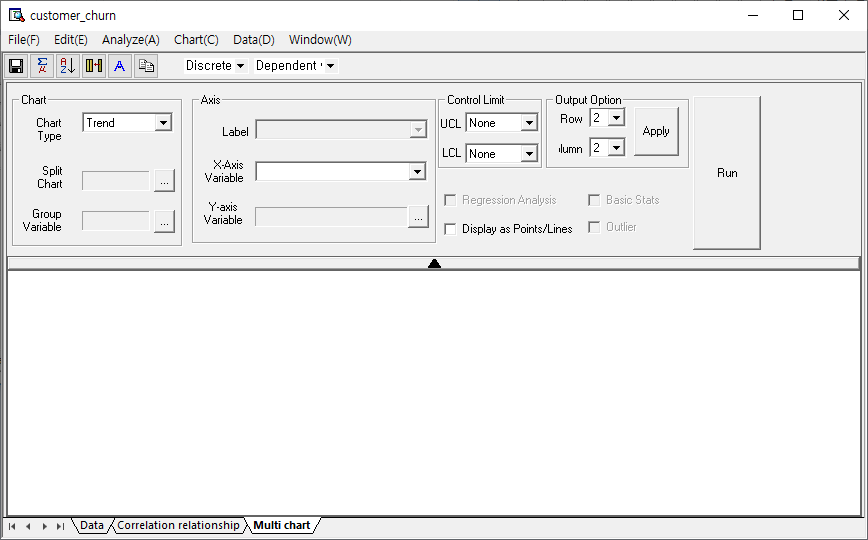 customer_churn
File(F) Edit(E) Analyze(A) Chart(C) Data(D) Window(W)
Discrete Dependent
Chart
Chart Type Trend
Split Chart ...
Group Variable ...
Axis
Label
X-Axis Variable
Y-axis Variable ...
Control Limit
UCL None
LCL None
Output Option
Row 2
lumn 2
Apply
Regression Analysis Basic Stats
Display as Points/Lines Outlier
Run
Data Correlation relationship Multi chart